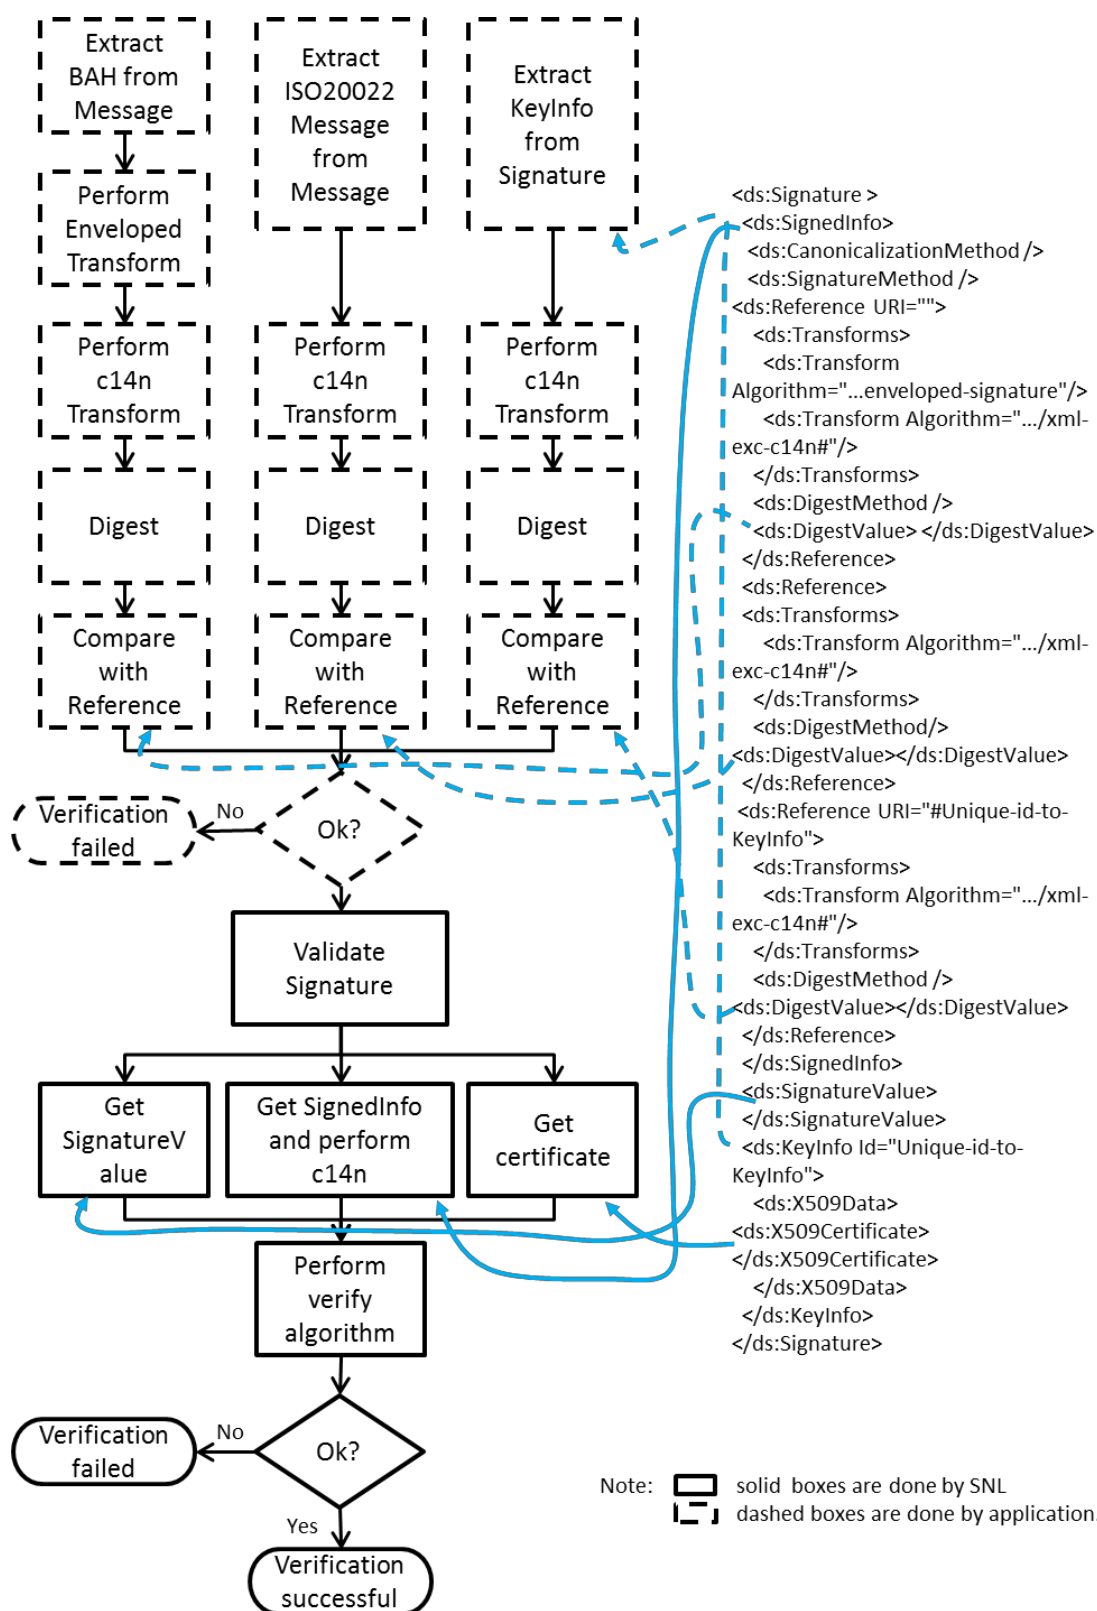 Extract
BAH from
Message
Extract
ISO20022
Message
from
Message
Extract
KeyInfo
from
Signature
Perform
Enveloped
Transform
Perform
c14n
Transform
Perform
c14n
Transform
Perform
c14n
Transform
Digest
Digest
Digest
Compare
with
Reference
Compare
with
Reference
Compare
with
Reference
Verification
failed
No
Ok?
Validate
Signature
Get
SignatureV
alue
Get SignedInfo
and perform
c14n
Get
certificate
Perform
verify
algorithm
Verification
failed
No
Ok?
Yes
Verification
successful
<ds:Signature >
<ds:SignedInfo>
<ds:CanonicalizationMethod />
<ds:SignatureMethod />
<ds:Reference URI="">
<ds:Transforms>
<ds:Transform
Algorithm="...enveloped-signature"/>
<ds:Transform Algorithm=".../xml-
exc-c14n#"/>
</ds:Transforms>
<ds:DigestMethod />
<ds:DigestValue> </ds:DigestValue>
</ds:Reference>
<ds:Reference>
<ds:Transforms>
<ds:Transform Algorithm=".../xml-
exc-c14n#"/>
</ds:Transforms>
<ds:DigestMethod/>
<ds:DigestValue></ds:DigestValue>
</ds:Reference>
<ds:Reference URI="#Unique-id-to-
KeyInfo">
<ds:Transforms>
<ds:Transform Algorithm=".../xml-
exc-c14n#"/>
</ds:Transforms>
<ds:DigestMethod />
<ds:DigestValue></ds:DigestValue>
</ds:Reference>
</ds:SignedInfo>
<ds:SignatureValue>
</ds:SignatureValue>
<ds:KeyInfo Id="Unique-id-to-
KeyInfo">
<ds:X509Data>
<ds:X509Certificate>
</ds:X509Certificate>
</ds:X509Data>
</ds:KeyInfo>
</ds:Signature>
Note: solid boxes are done by SNL
dashed boxes are done by application.